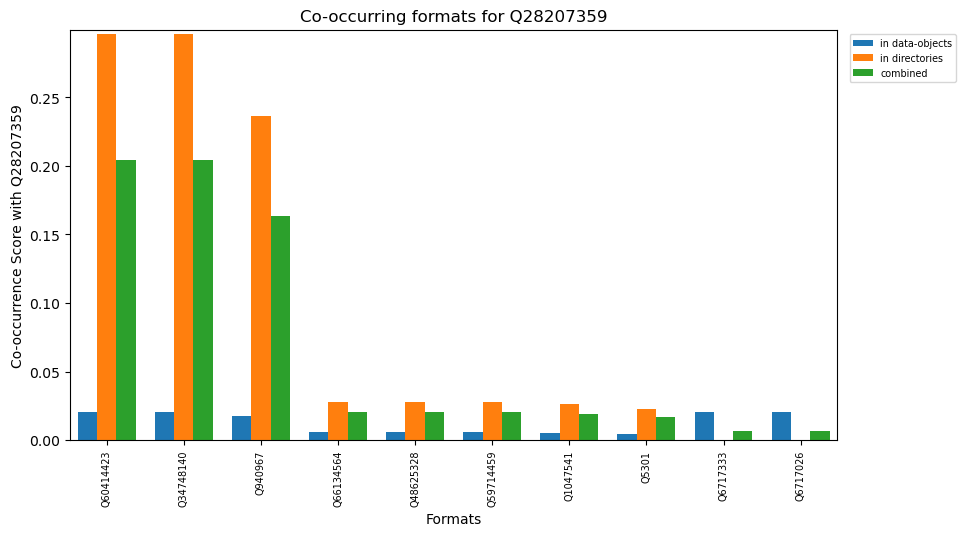 Co-occurring formats for Q28207359
in data-objects
in directories
combined
Co-occurrence Score with Q28207359
0.25
0.20
0.15
0.10
0.05
0.00
Q60414423
Q34748140
Q940967
Q66134564
Q48625328
Q59714459
Q1047541
Q5301
Q6717333
Q6717026
Formats